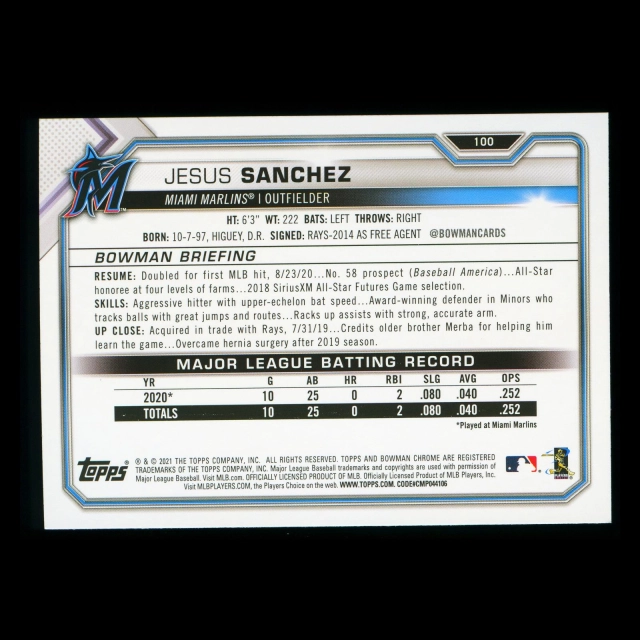 100
M
JESUS SANCHEZ
MIAMI MARLINS® | OUTFIELDER
HT: 6'3" WT: 222 BATS: LEFT THROWS: RIGHT
BORN: 10-7-97, HIGUEY, D.R. SIGNED: RAYS-2014 AS FREE AGENT @BOWMANCARDS
BOWMAN BRIEFING
RESUME: Doubled for first MLB hit, 8/23/20...No. 58 prospect (Baseball America)...All-Star
honoree at four levels of farms...2018 SiriusXM All-Star Futures Game selection.
SKILLS: Aggressive hitter with upper-echelon bat speed...Award-winning defender in Minors who
tracks balls with great jumps and routes...Racks up assists with strong, accurate arm.
UP CLOSE: Acquired in trade with Rays, 7/31/19...Credits older brother Merba for helping him
learn the game...Overcame hernia surgery after 2019 season.
MAJOR LEAGUE BATTING RECORD
YR G AB HR RBI SLG AVG OPS
2020* 10 25 0 2 .080 .040 .252
TOTALS 10 25 0 2 .080 .040 .252
*Played at Miami Marlins
Topps®
® & © 2021 THE TOPPS COMPANY, INC. ALL RIGHTS RESERVED. TOPPS AND BOWMAN CHROME ARE REGISTERED
TRADEMARKS OF THE TOPPS COMPANY, INC. Major League Baseball trademarks and copyrights are used with permission of
Major League Baseball. Visit MLB.com. OFFICIALLY LICENSED PRODUCT OF MLB. Officially Licensed Product of MLB Players, Inc.
Visit MLBPLAYERS.COM, the Players Choice on the web. WWW.TOPPS.COM. CODE#CMP044106